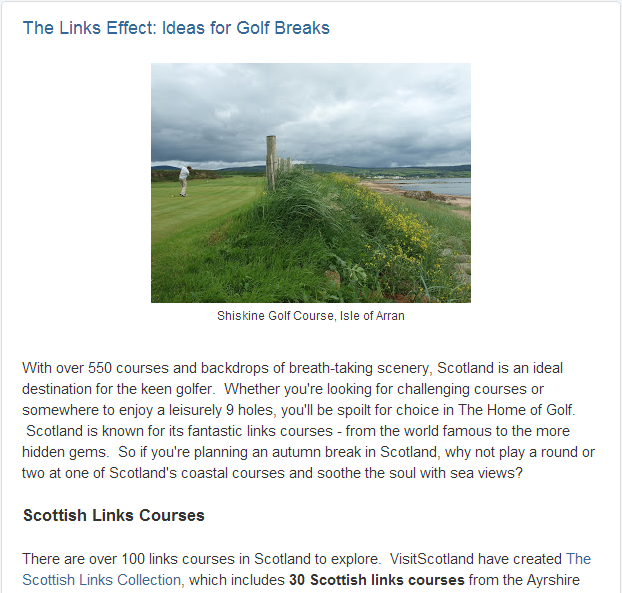 The Links Effect: Ideas for Golf Breaks
Shiskine Golf Course, Isle of Arran
With over 550 courses and backdrops of breath-taking scenery, Scotland is an ideal
destination for the keen golfer.  Whether you're looking for challenging courses or
somewhere to enjoy a leisurely 9 holes, you'll be spoilt for choice in The Home of Golf.
Scotland is known for its fantastic links courses - from the world famous to the more
hidden gems.  So if you're planning an autumn break in Scotland, why not play a round or
two at one of Scotland's coastal courses and soothe the soul with sea views?
Scottish Links Courses
There are over 100 links courses in Scotland to explore.  VisitScotland have created The
Scottish Links Collection, which includes 30 Scottish links courses from the Ayrshire